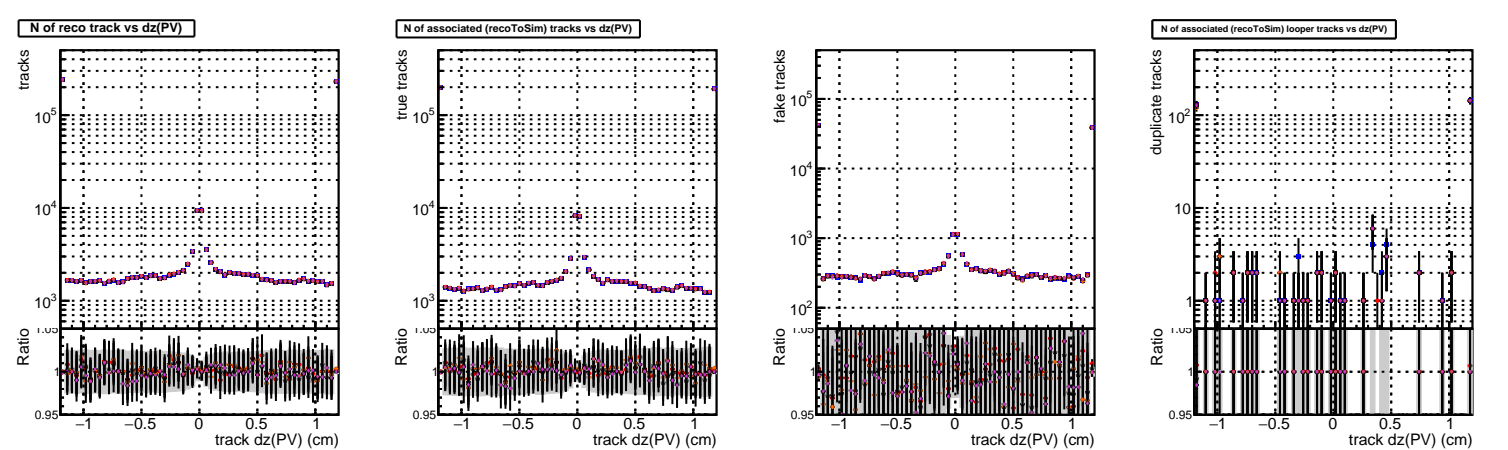 N of reco track vs dz(PV)
tracks
10^5
10^4
10^3
Ratio
1.05
1
0.95
−1 −0.5 0 0.5 1
track dz(PV) (cm)
N of associated (recoToSim) tracks vs dz(PV)
true tracks
10^5
10^4
10^3
Ratio
1.05
1
0.95
−1 −0.5 0 0.5 1
track dz(PV) (cm)
fake tracks
10^5
10^4
10^3
10^2
Ratio
1.05
1
0.95
−1 −0.5 0 0.5 1
track dz(PV) (cm)
N of associated (recoToSim) looper tracks vs dz(PV)
duplicate tracks
10^2
10
1
Ratio
1.05
1
0.95
−1 −0.5 0 0.5 1
track dz(PV) (cm)